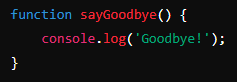 function sayGoodbye() {
    console.log('Goodbye!');
}